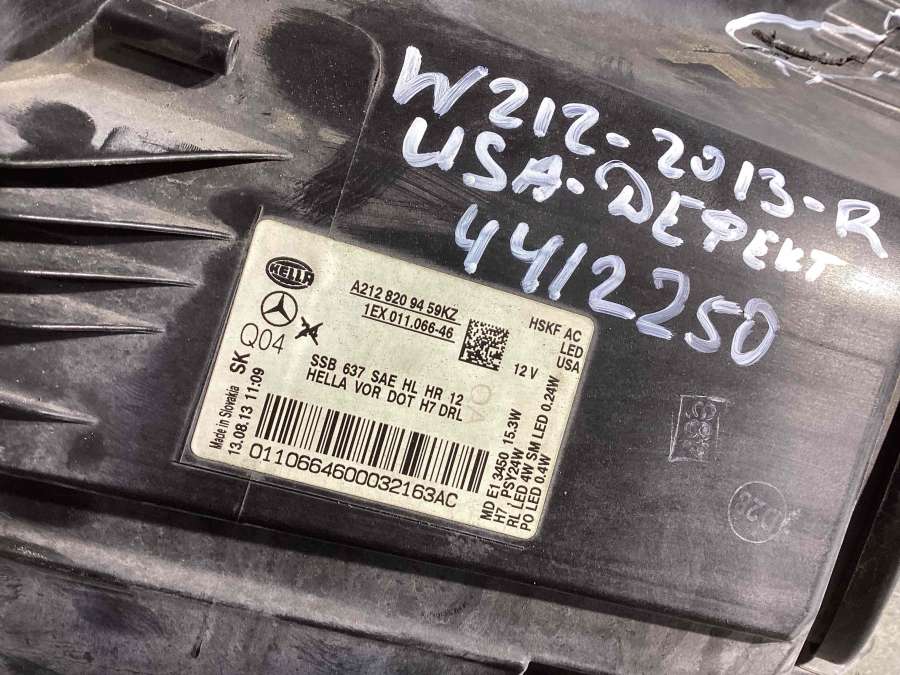 W212-2013-R
USA-ДЕФЕКТ
4412250
HELLA
A212 820 94 59KZ
1EX 011.066-46
HSKF AC
LED
USA
Q04
12 V
SSB 637 SAE HL HR 12
HELLA VOR DOT H7 DRL
OA
SK
Made in Slovakia
13.08.13 11:09
0110664600032163AC
MD E1 3450 15.3W
H7 PSY24W
RL LED 4W SM LED 0.24W
PO LED 0.4W